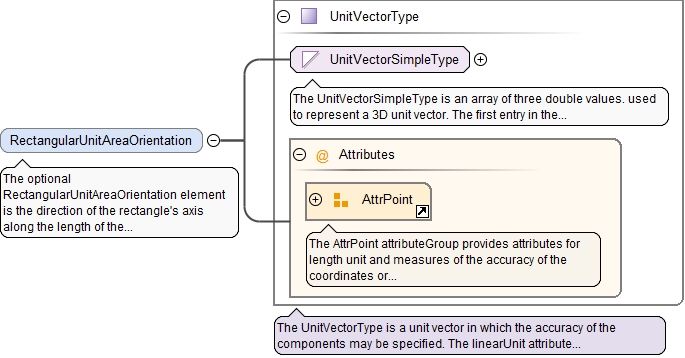 UnitVectorType
UnitVectorSimpleType
The UnitVectorSimpleType is an array of three double values. used
to represent a 3D unit vector. The first entry in the...
RectangularUnitAreaOrientation
The optional
RectangularUnitAreaOrientation element
is the direction of the rectangle's axis
along the length of the...
@ Attributes
AttrPoint
The AttrPoint attributeGroup provides attributes for
length unit and measures of the accuracy of the
coordinates or...
The UnitVectorType is a unit vector in which the accuracy of the
components may be specified. The linearUnit attribute...